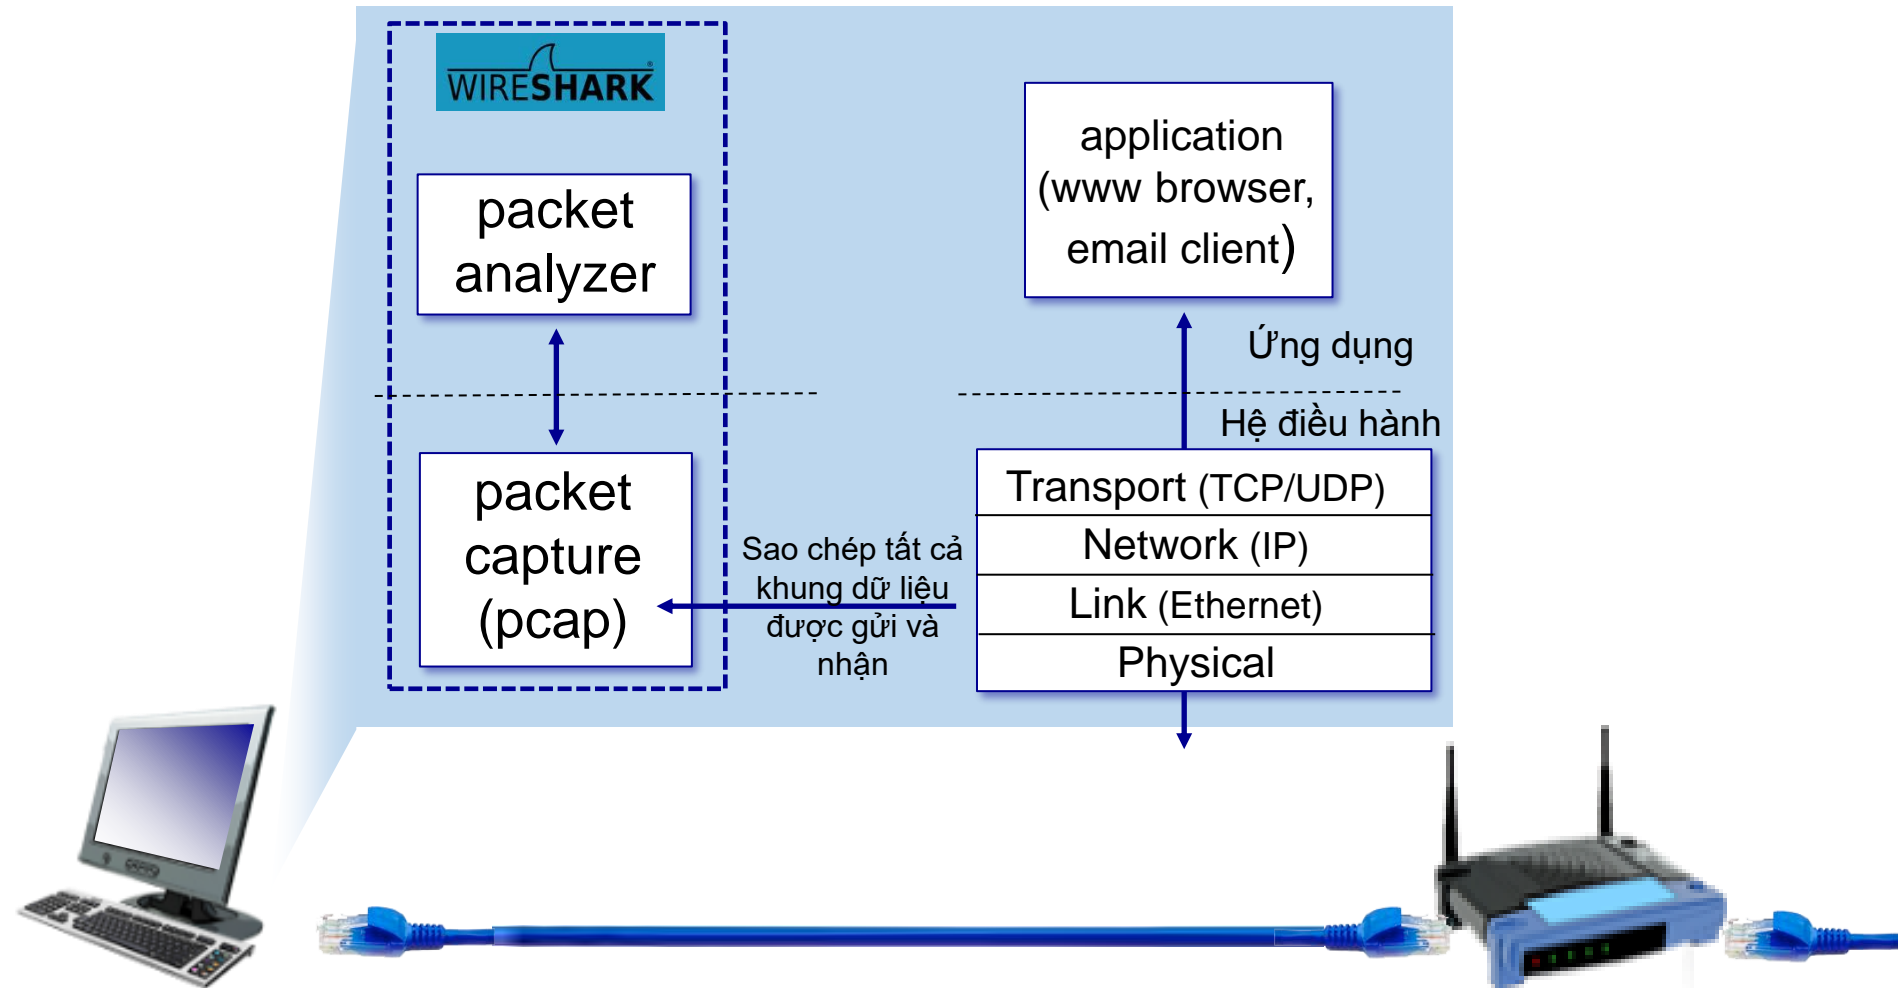 WIRESHARK
packet
analyzer
packet
capture
(pcap)
Sao chép tất cả
khung dữ liệu
được gửi và
nhận
application
(www browser,
email client)
Ứng dụng
Hệ điều hành
Transport (TCP/UDP)
Network (IP)
Link (Ethernet)
Physical